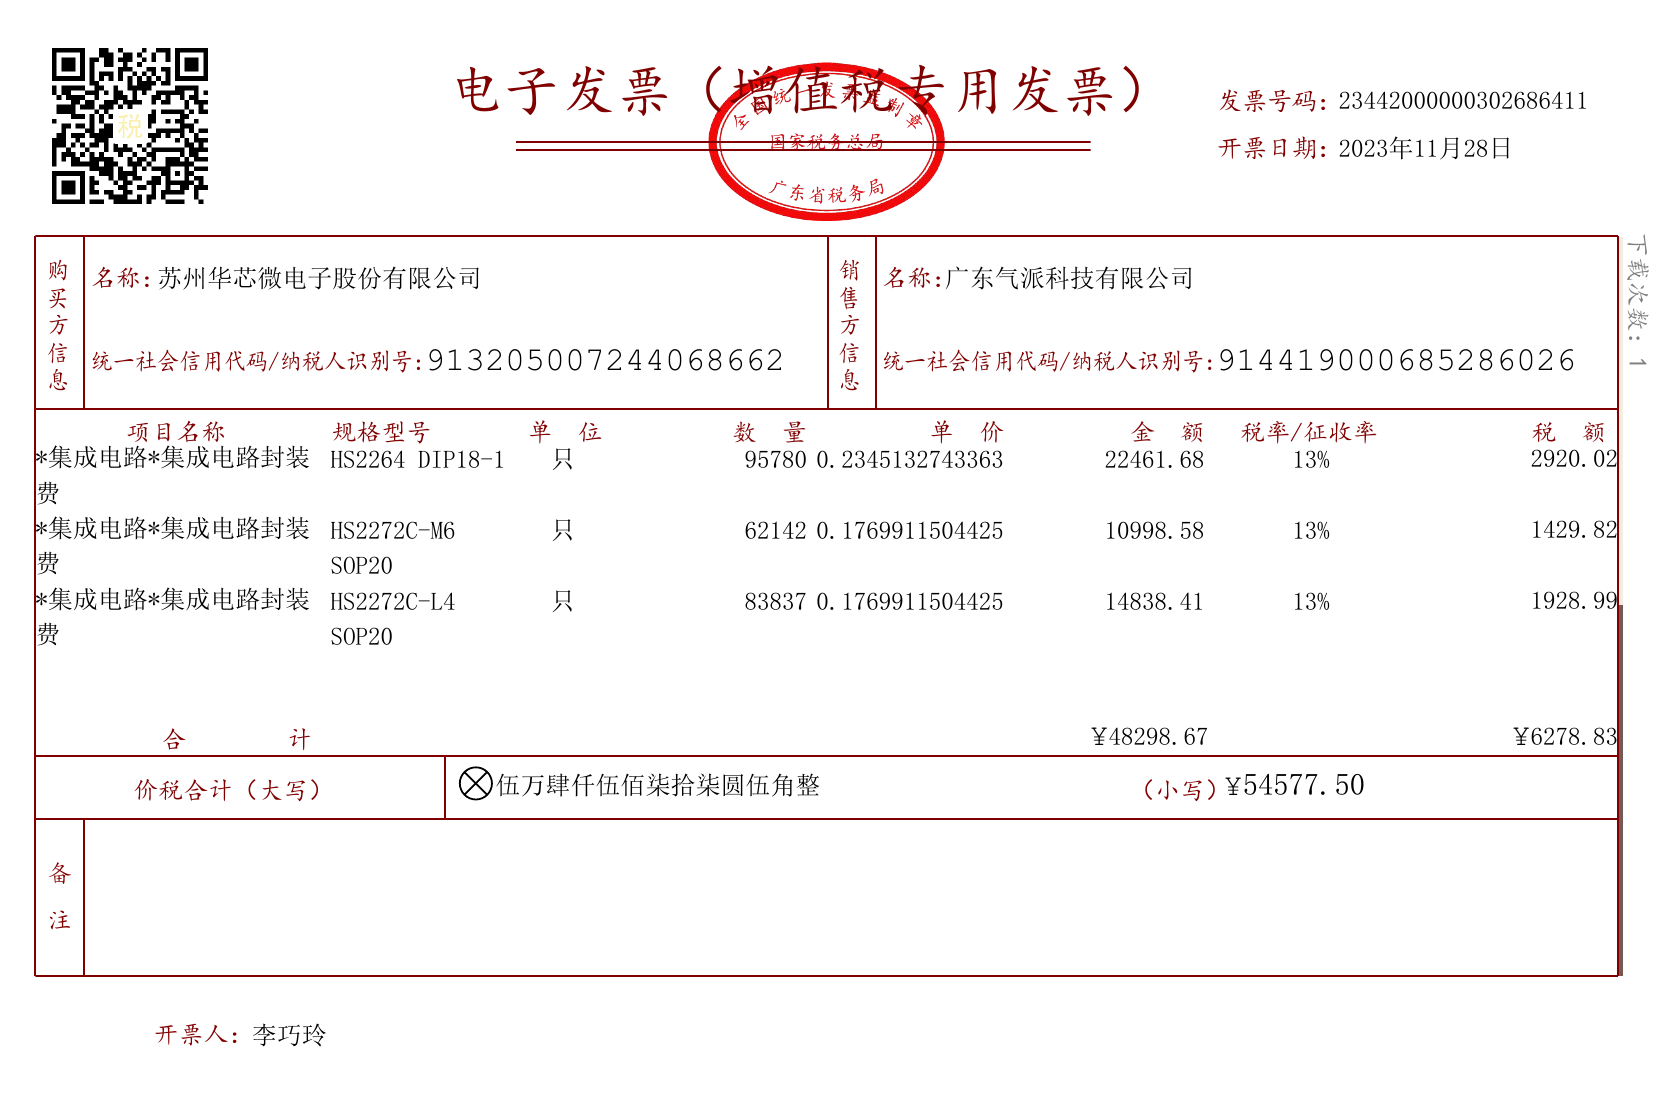 电子发票（增值税专用发票）
全国统一发票监制章
国家税务总局
广东省税务局
税
发票号码：23442000000302686411
开票日期：2023年11月28日
下载次数：1
购买方信息
名称：苏州华芯微电子股份有限公司
统一社会信用代码/纳税人识别号：913205007244068662
销售方信息
名称：广东气派科技有限公司
统一社会信用代码/纳税人识别号：914419000685286026
项目名称 规格型号 单 位 数 量 单 价 金 额 税率/征收率 税 额
*集成电路*集成电路封装 HS2264 DIP18-1 只 95780 0.2345132743363 22461.68 13% 2920.02
费
*集成电路*集成电路封装 HS2272C-M6 只 62142 0.1769911504425 10998.58 13% 1429.82
费 SOP20
*集成电路*集成电路封装 HS2272C-L4 只 83837 0.1769911504425 14838.41 13% 1928.99
费 SOP20
合 计 ¥48298.67 ¥6278.83
价税合计（大写） ⊗伍万肆仟伍佰柒拾柒圆伍角整 （小写）¥54577.50
备注
开票人：李巧玲